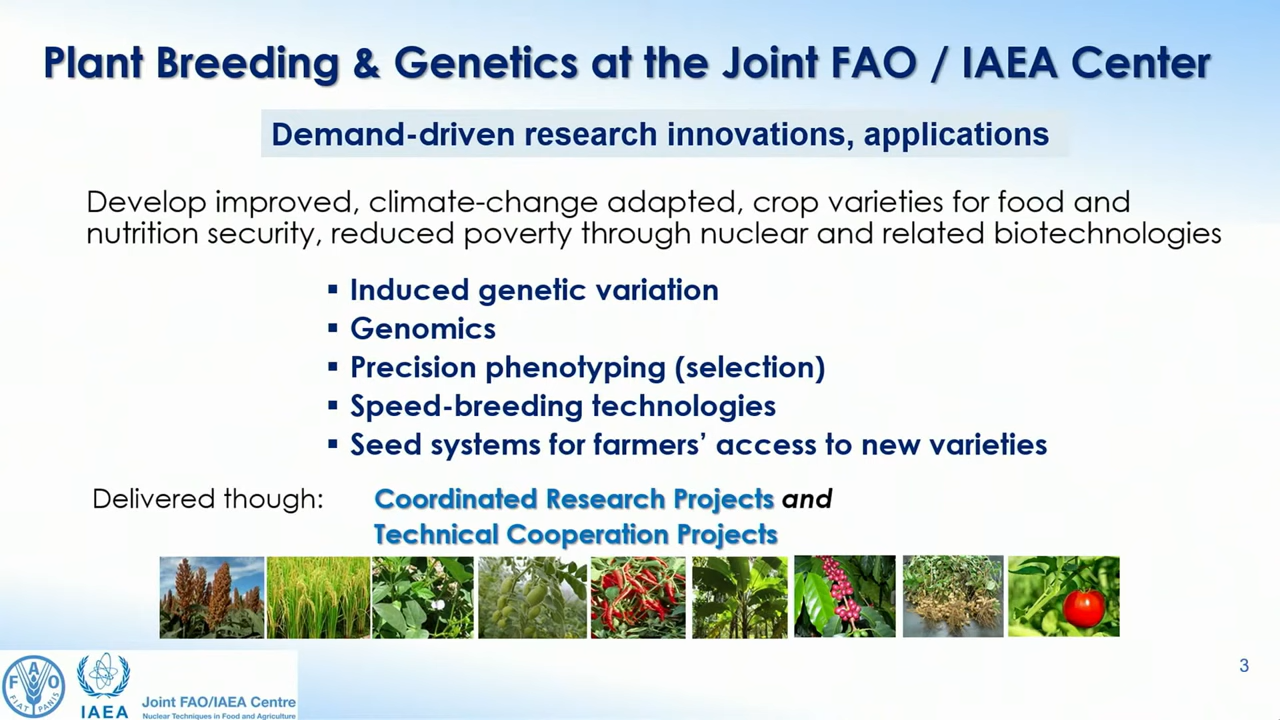 Plant Breeding & Genetics at the Joint FAO / IAEA Center
Demand-driven research innovations, applications
Develop improved, climate-change adapted, crop varieties for food and
nutrition security, reduced poverty through nuclear and related biotechnologies
▪ Induced genetic variation
▪ Genomics
▪ Precision phenotyping (selection)
▪ Speed-breeding technologies
▪ Seed systems for farmers’ access to new varieties
Delivered though: Coordinated Research Projects and
Technical Cooperation Projects
F A O
FIAT PANIS
IAEA
Joint FAO/IAEA Centre
Nuclear Techniques in Food and Agriculture
3